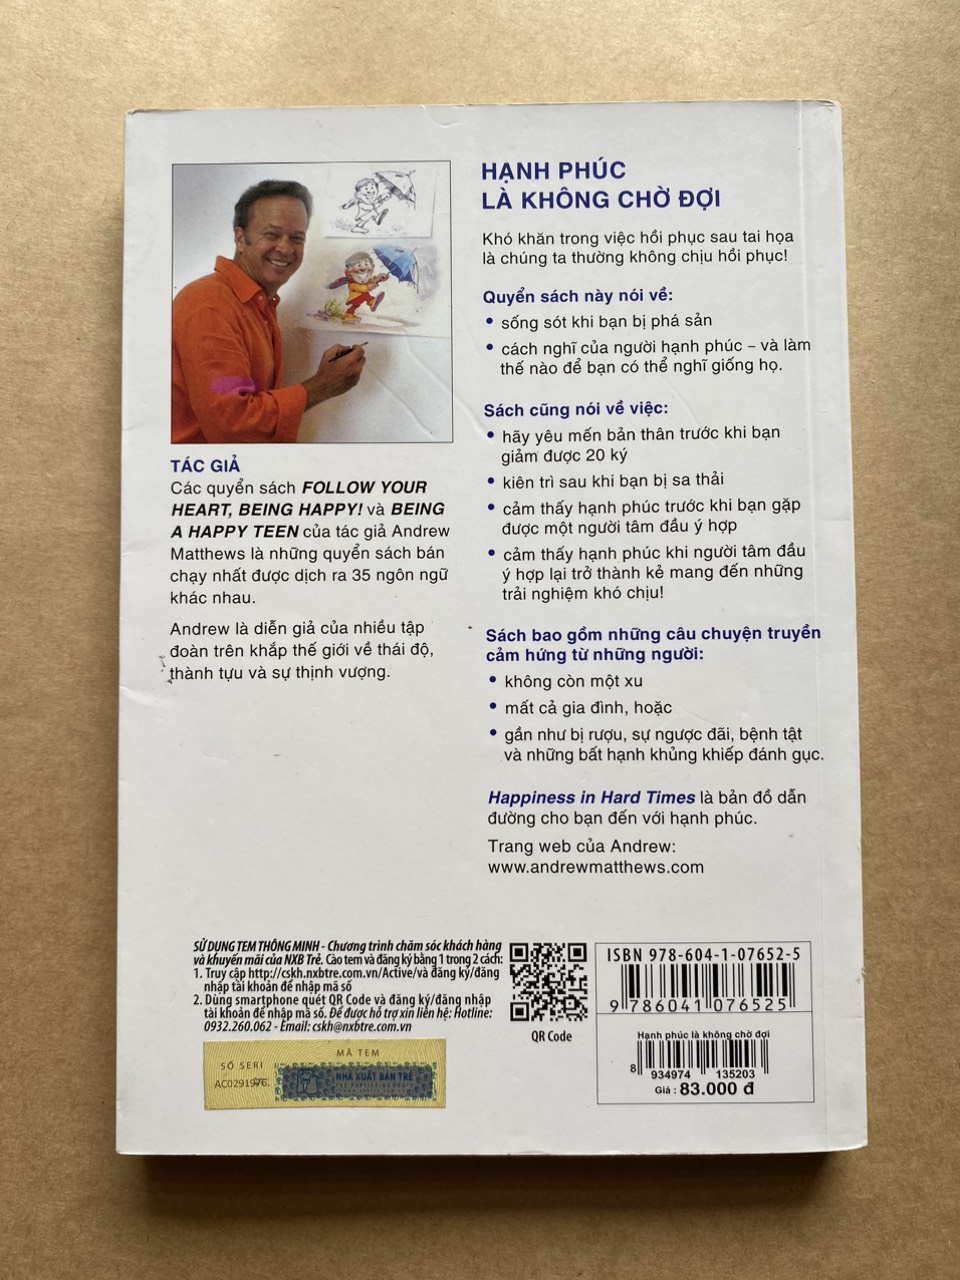 HẠNH PHÚC
LÀ KHÔNG CHỜ ĐỢI
Khó khăn trong việc hồi phục sau tai họa
là chúng ta thường không chịu hồi phục!
Quyển sách này nói về:
• sống sót khi bạn bị phá sản
• cách nghĩ của người hạnh phúc – và làm
thế nào để bạn có thể nghĩ giống họ.
Sách cũng nói về việc:
• hãy yêu mến bản thân trước khi bạn
giảm được 20 ký
• kiên trì sau khi bạn bị sa thải
• cảm thấy hạnh phúc trước khi bạn gặp
được một người tâm đầu ý hợp
• cảm thấy hạnh phúc khi người tâm đầu
ý hợp lại trở thành kẻ mang đến những
trải nghiệm khó chịu!
Sách bao gồm những câu chuyện truyền
cảm hứng từ những người:
• không còn một xu
• mất cả gia đình, hoặc
• gần như bị rượu, sự ngược đãi, bệnh tật
và những bất hạnh khủng khiếp đánh gục.
Happiness in Hard Times là bản đồ dẫn
đường cho bạn đến với hạnh phúc.
Trang web của Andrew:
www.andrewmatthews.com
TÁC GIẢ
Các quyển sách FOLLOW YOUR
HEART, BEING HAPPY! và BEING
A HAPPY TEEN của tác giả Andrew
Matthews là những quyển sách bán
chạy nhất được dịch ra 35 ngôn ngữ
khác nhau.
Andrew là diễn giả của nhiều tập
đoàn trên khắp thế giới về thái độ,
thành tựu và sự thịnh vượng.
SỬ DỤNG TEM THÔNG MINH - Chương trình chăm sóc khách hàng
và khuyến mãi của NXB Trẻ. Cào tem và đăng ký bằng 1 trong 2 cách:
1. Truy cập http://cskh.nxbtre.com.vn/Active/và đăng ký/đăng
nhập tài khoản để nhập mã số
2. Dùng smartphone quét QR Code và đăng ký/đăng nhập
tài khoản để nhập mã số. Để được hỗ trợ xin liên hệ: Hotline:
0932.260.062 - Email: cskh@nxbtre.com.vn
QR Code
MÃ TEM
SỐ SERI
NHÀ XUẤT BẢN TRẺ
ISBN 978-604-1-07652-5
9 786041 076525
Hạnh phúc là không chờ đợi
8 934974 135203
Giá : 83.000 đ